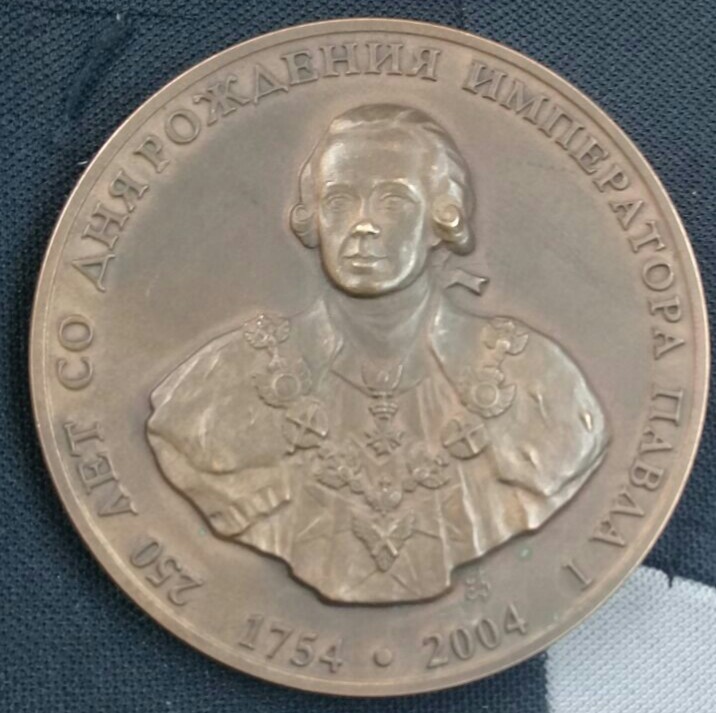 250 ЛЕТ СО ДНЯ РОЖДЕНИЯ ИМПЕРАТОРА ПАВЛА I
1754 • 2004